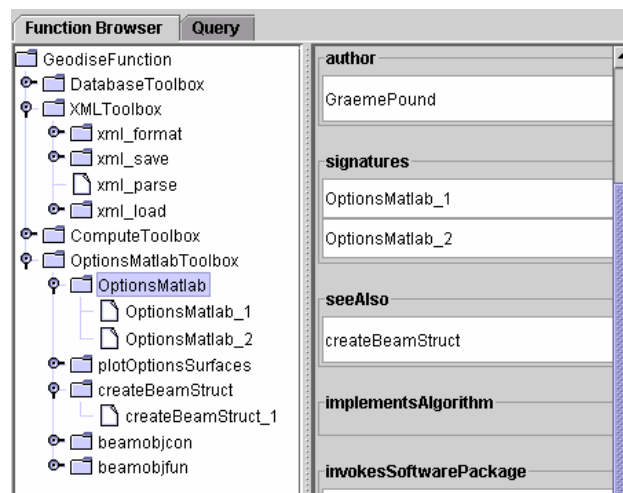 Function Browser
Query
GeodiseFunction
DatabaseToolbox
XMLToolbox
xml_format
xml_save
xml_parse
xml_load
ComputeToolbox
OptionsMatlabToolbox
OptionsMatlab
OptionsMatlab_1
OptionsMatlab_2
plotOptionsSurfaces
createBeamStruct
createBeamStruct_1
beamobjcon
beamobjfun
author
GraemePound
signatures
OptionsMatlab_1
OptionsMatlab_2
seeAlso
createBeamStruct
implementsAlgorithm
invokesSoftwarePackage